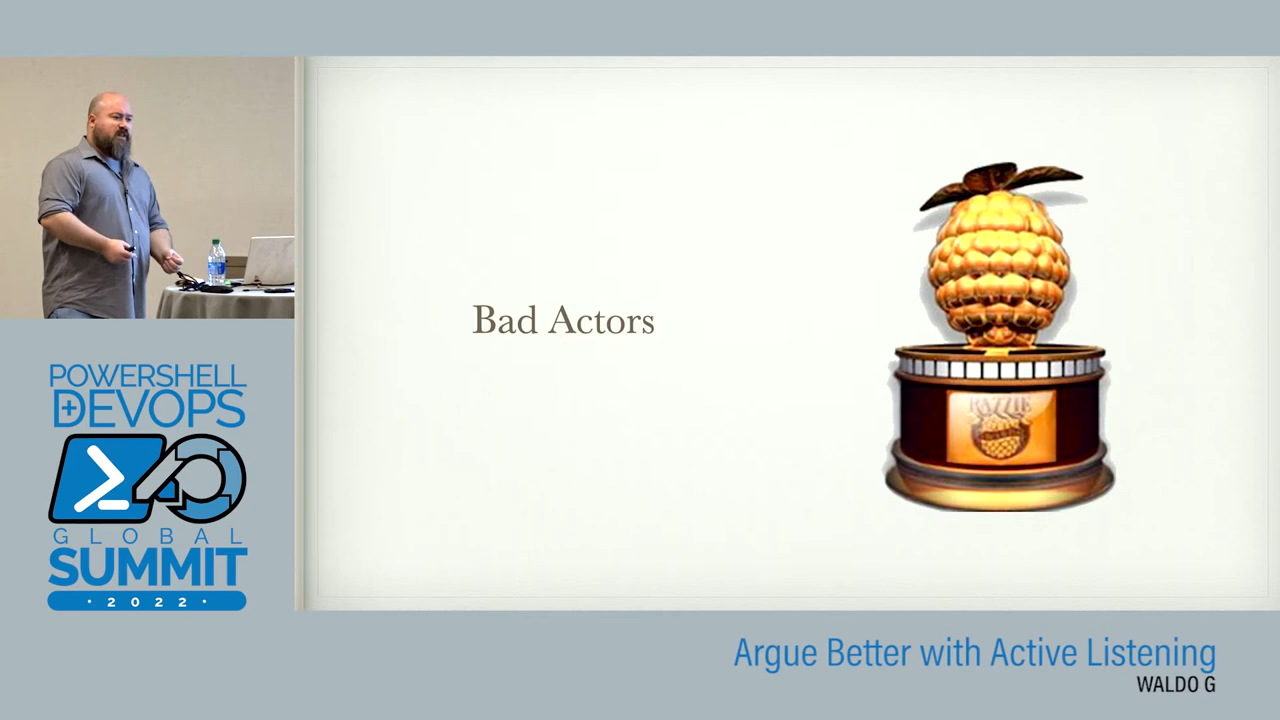 Bad Actors
RAZZIE
POWERSHELL
+DEVOPS
GLOBAL
SUMMIT
· 2022 ·
Argue Better with Active Listening
WALDO G